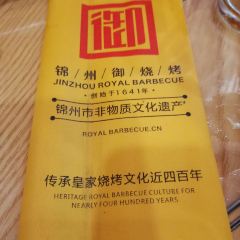 锦/州/御/烧/烤
JINZHOU ROYAL BARBECUE
·创始于1641年·
锦州市非物质文化遗产
ROYAL BARBECUE.CN
传承皇家烧烤文化近四百年
HERITAGE ROYAL BARBECUE CULTURE FOR
NEARLY FOUR HUNDRED YEARS